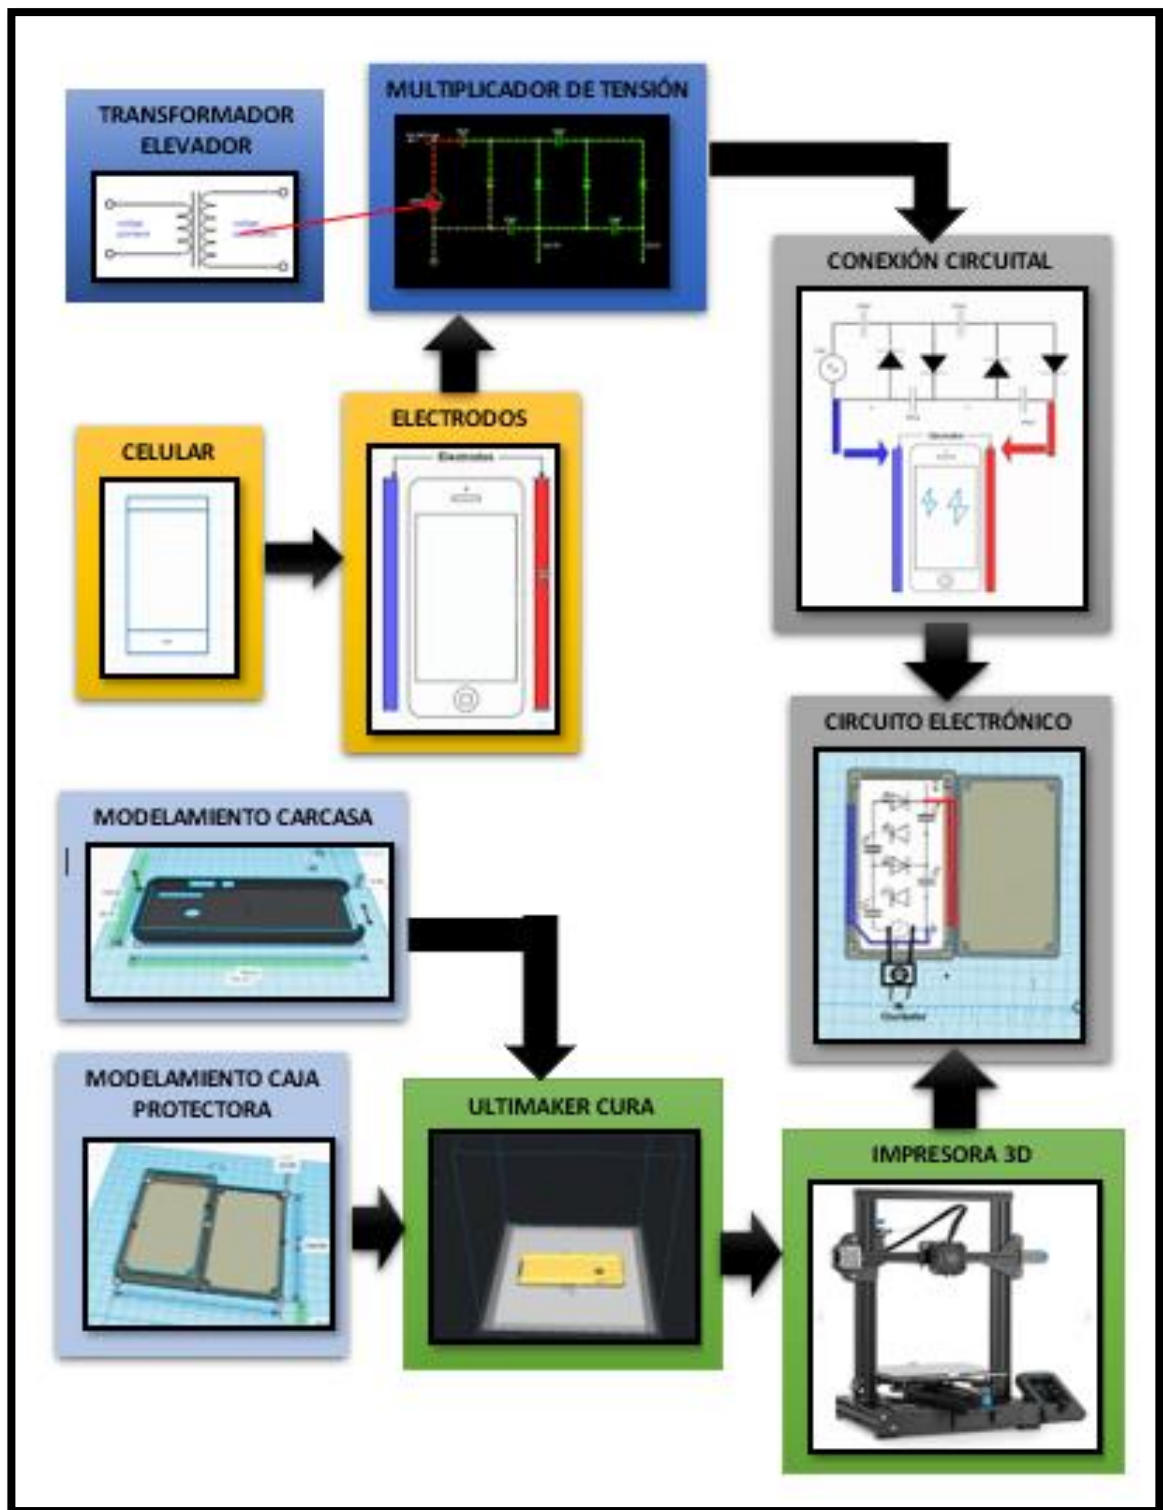 TRANSFORMADOR
ELEVADOR
MULTIPLICADOR DE TENSIÓN
CONEXIÓN CIRCUITAL
CELULAR
ELECTRODOS
Electrodos
Electrodos
CIRCUITO ELECTRÓNICO
MODELAMIENTO CARCASA
MODELAMIENTO CAJA
PROTECTORA
ULTIMAKER CURA
IMPRESORA 3D